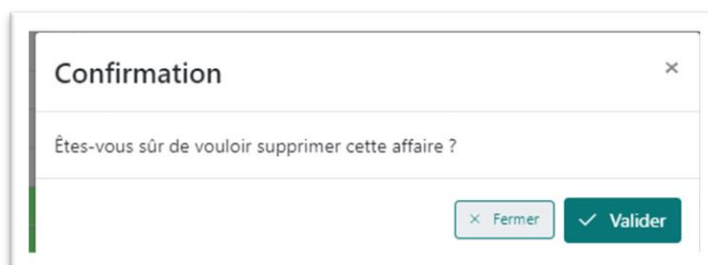 Confirmation
Êtes-vous sûr de vouloir supprimer cette affaire ?
Fermer
Valider